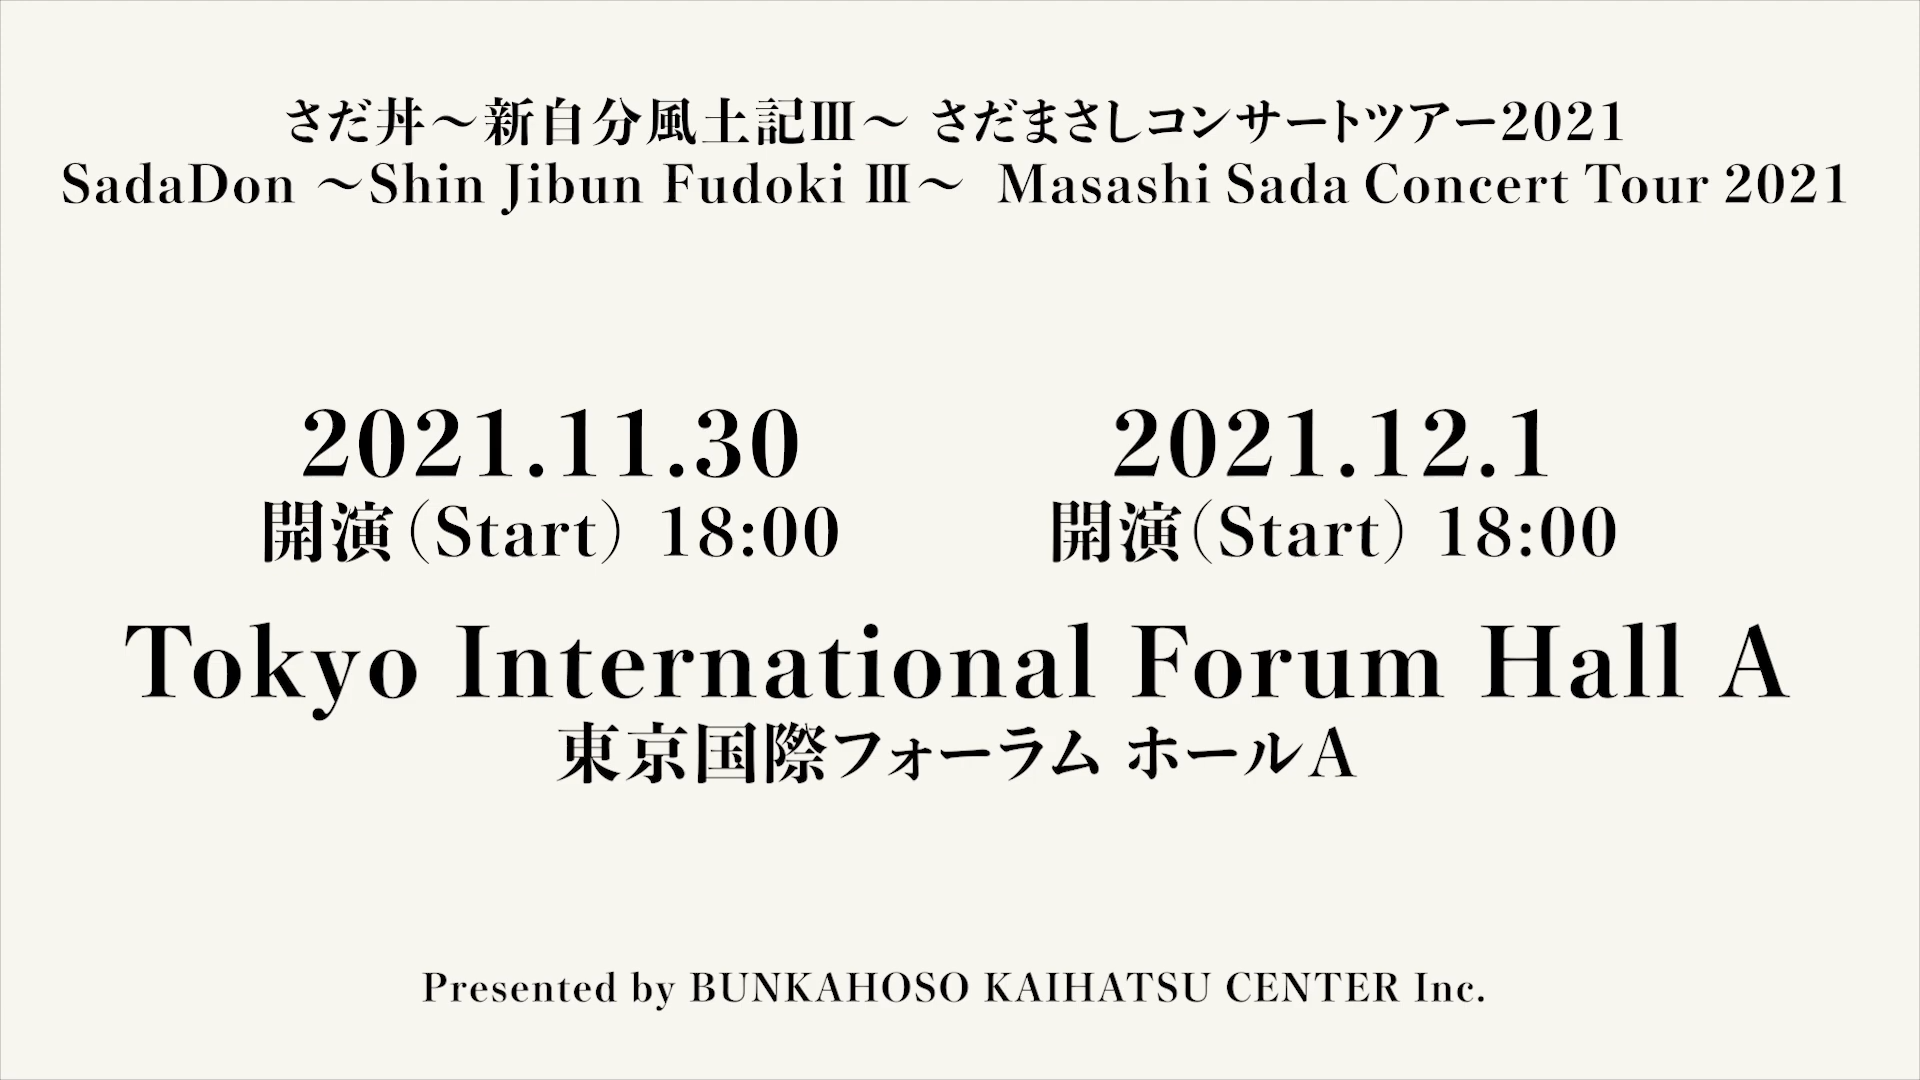 さだ丼～新自分風土記Ⅲ～ さだまさしコンサートツアー2021
SadaDon ～Shin Jibun Fudoki Ⅲ～ Masashi Sada Concert Tour 2021
2021.11.30
開演（Start） 18:00
2021.12.1
開演（Start） 18:00
Tokyo International Forum Hall A
東京国際フォーラム ホールA
Presented by BUNKAHOSO KAIHATSU CENTER Inc.